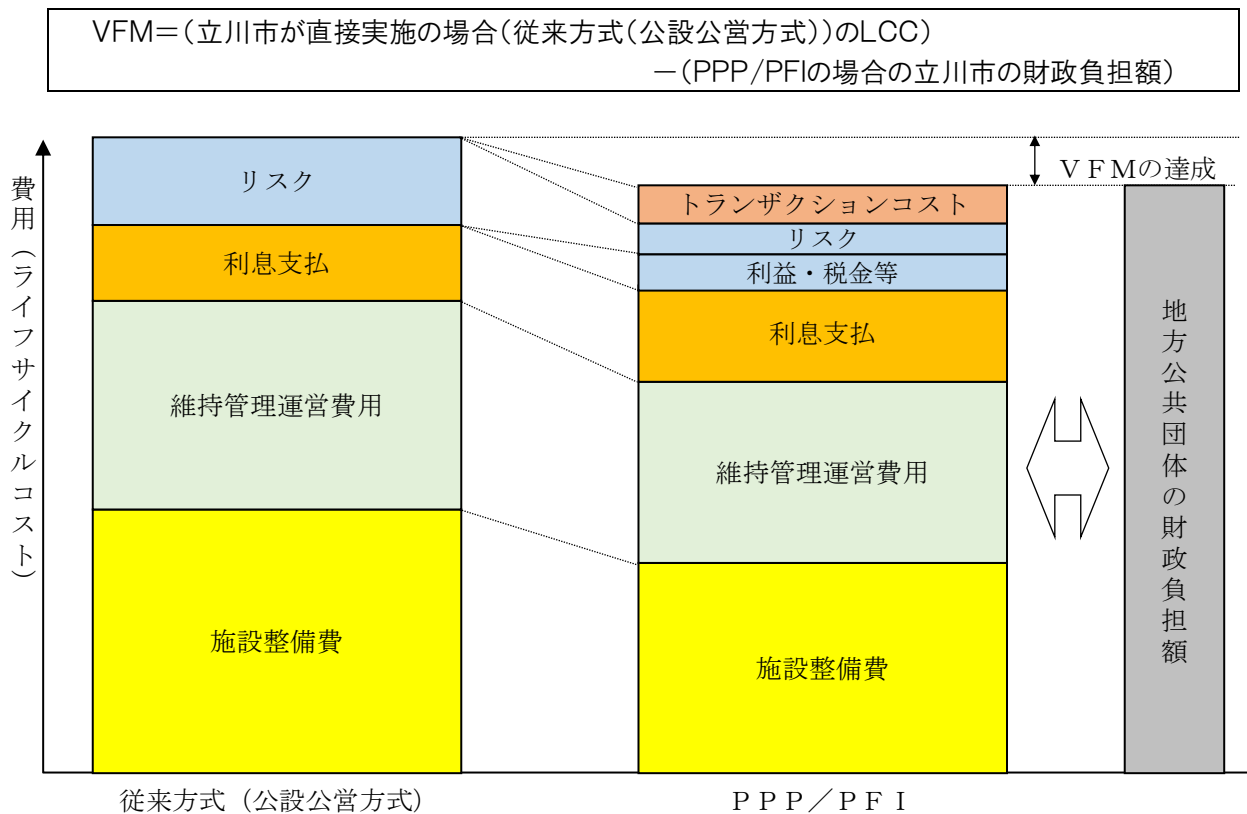 VFM＝（立川市が直接実施の場合（従来方式（公設公営方式））のLCC）
－（PPP/PFIの場合の立川市の財政負担額）
費用（ライフサイクルコスト）
リスク
利息支払
維持管理運営費用
施設整備費
従来方式（公設公営方式）
トランザクションコスト
リスク
利益・税金等
利息支払
維持管理運営費用
施設整備費
ＰＰＰ／ＰＦＩ
ＶＦＭの達成
地方公共団体の財政負担額